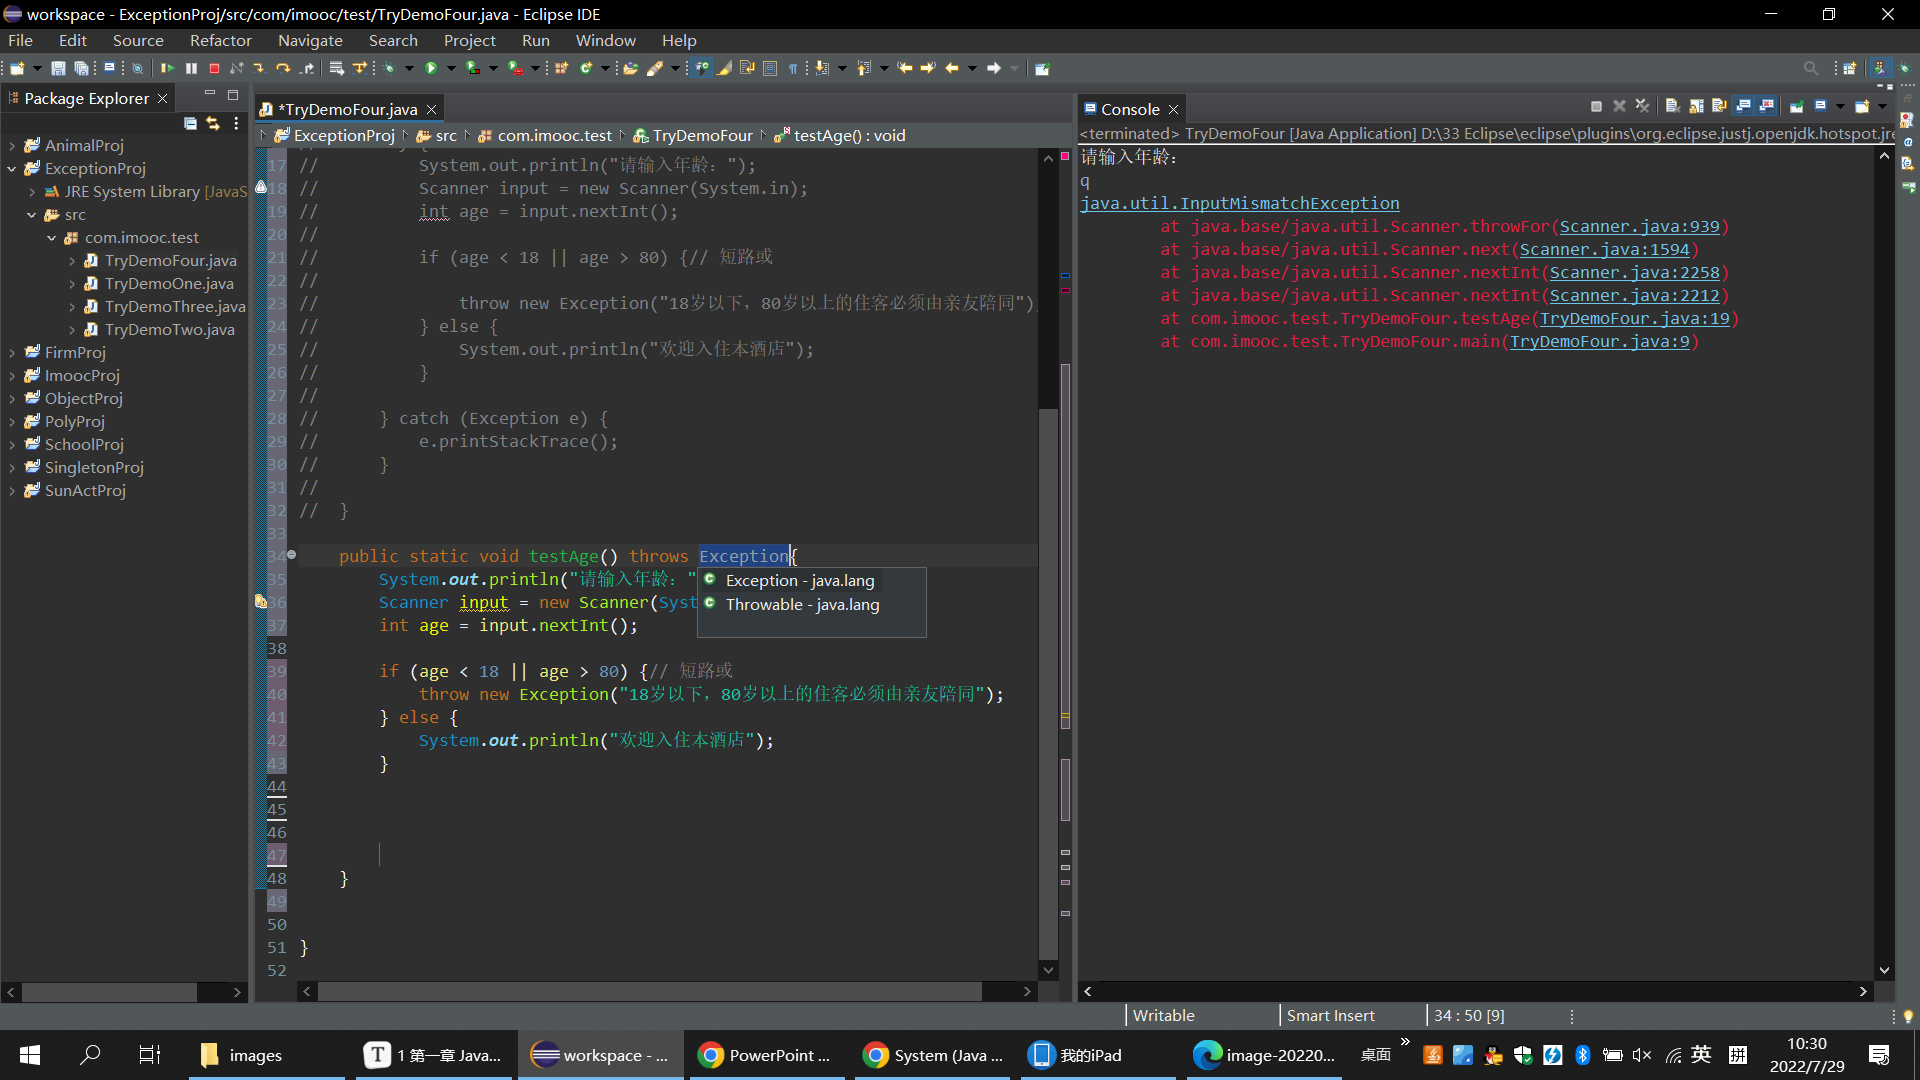 workspace - ExceptionProj/src/com/imooc/test/TryDemoFour.java - Eclipse IDE
File Edit Source Refactor Navigate Search Project Run Window Help
Package Explorer
AnimalProj
ExceptionProj
JRE System Library [JavaS
src
com.imooc.test
TryDemoFour.java
TryDemoOne.java
TryDemoThree.java
TryDemoTwo.java
FirmProj
ImoocProj
ObjectProj
PolyProj
SchoolProj
SingletonProj
SunActProj
*TryDemoFour.java
ExceptionProj src com.imooc.test TryDemoFour testAge() : void
17 // System.out.println("请输入年龄: ");
18 // Scanner input = new Scanner(System.in);
19 // int age = input.nextInt();
20 //
21 // if (age < 18 || age > 80) {// 短路或
22 //
23 // throw new Exception("18岁以下，80岁以上的住客必须由亲友陪同")
24 // } else {
25 // System.out.println("欢迎入住本酒店");
26 // }
27 //
28 // } catch (Exception e) {
29 // e.printStackTrace();
30 // }
31 //
32 // }
33
34 public static void testAge() throws Exception{
35 System.out.println("请输入年龄: "
36 Scanner input = new Scanner(Syst
37 int age = input.nextInt();
38
39 if (age < 18 || age > 80) {// 短路或
40 throw new Exception("18岁以下，80岁以上的住客必须由亲友陪同");
41 } else {
42 System.out.println("欢迎入住本酒店");
43 }
44
45
46
47
48 }
49
50
51 }
52
Exception - java.lang
Throwable - java.lang
Console
<terminated> TryDemoFour [Java Application] D:\33 Eclipse\eclipse\plugins\org.eclipse.justj.openjdk.hotspot.jre
请输入年龄:
q
java.util.InputMismatchException
at java.base/java.util.Scanner.throwFor(Scanner.java:939)
at java.base/java.util.Scanner.next(Scanner.java:1594)
at java.base/java.util.Scanner.nextInt(Scanner.java:2258)
at java.base/java.util.Scanner.nextInt(Scanner.java:2212)
at com.imooc.test.TryDemoFour.testAge(TryDemoFour.java:19)
at com.imooc.test.TryDemoFour.main(TryDemoFour.java:9)
Writable Smart Insert 34 : 50 [9]
images
1 第一章 Java...
workspace - ...
PowerPoint ...
System (Java ...
我的iPad
image-20220...
桌面
英
拼
10:30
2022/7/29